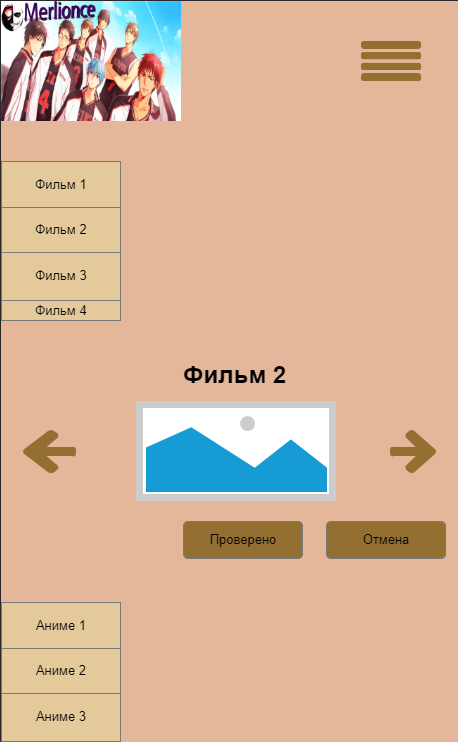 Merlionce
Фильм 1
Фильм 2
Фильм 3
Фильм 4
Фильм 2
Проверено
Отмена
Аниме 1
Аниме 2
Аниме 3